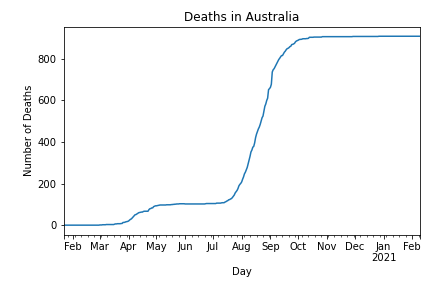 Deaths in Australia
Number of Deaths
800
600
400
200
0
Feb Mar Apr May Jun Jul Aug Sep Oct Nov Dec Jan Feb
2021
Day